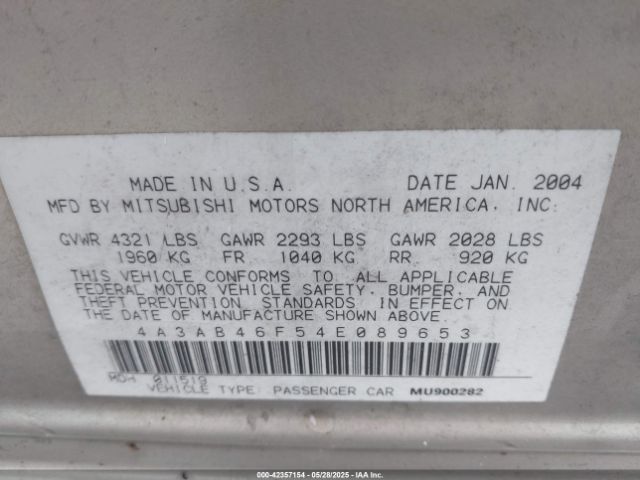 MADE IN U.S.A. DATE JAN. 2004
MFD BY MITSUBISHI MOTORS NORTH AMERICA, INC.
GVWR 4321 LBS GAWR 2293 LBS GAWR 2028 LBS
1960 KG FR 1040 KG RR 920 KG
THIS VEHICLE CONFORMS TO ALL APPLICABLE
FEDERAL MOTOR VEHICLE SAFETY, BUMPER, AND
THEFT PREVENTION STANDARDS IN EFFECT ON
THE DATE OF MANUFACTURE SHOWN ABOVE.
4A3AB46F54E089653
MDH 011518
VEHICLE TYPE: PASSENGER CAR MU900282
000-42357154 - 05/28/2025 - IAA Inc.